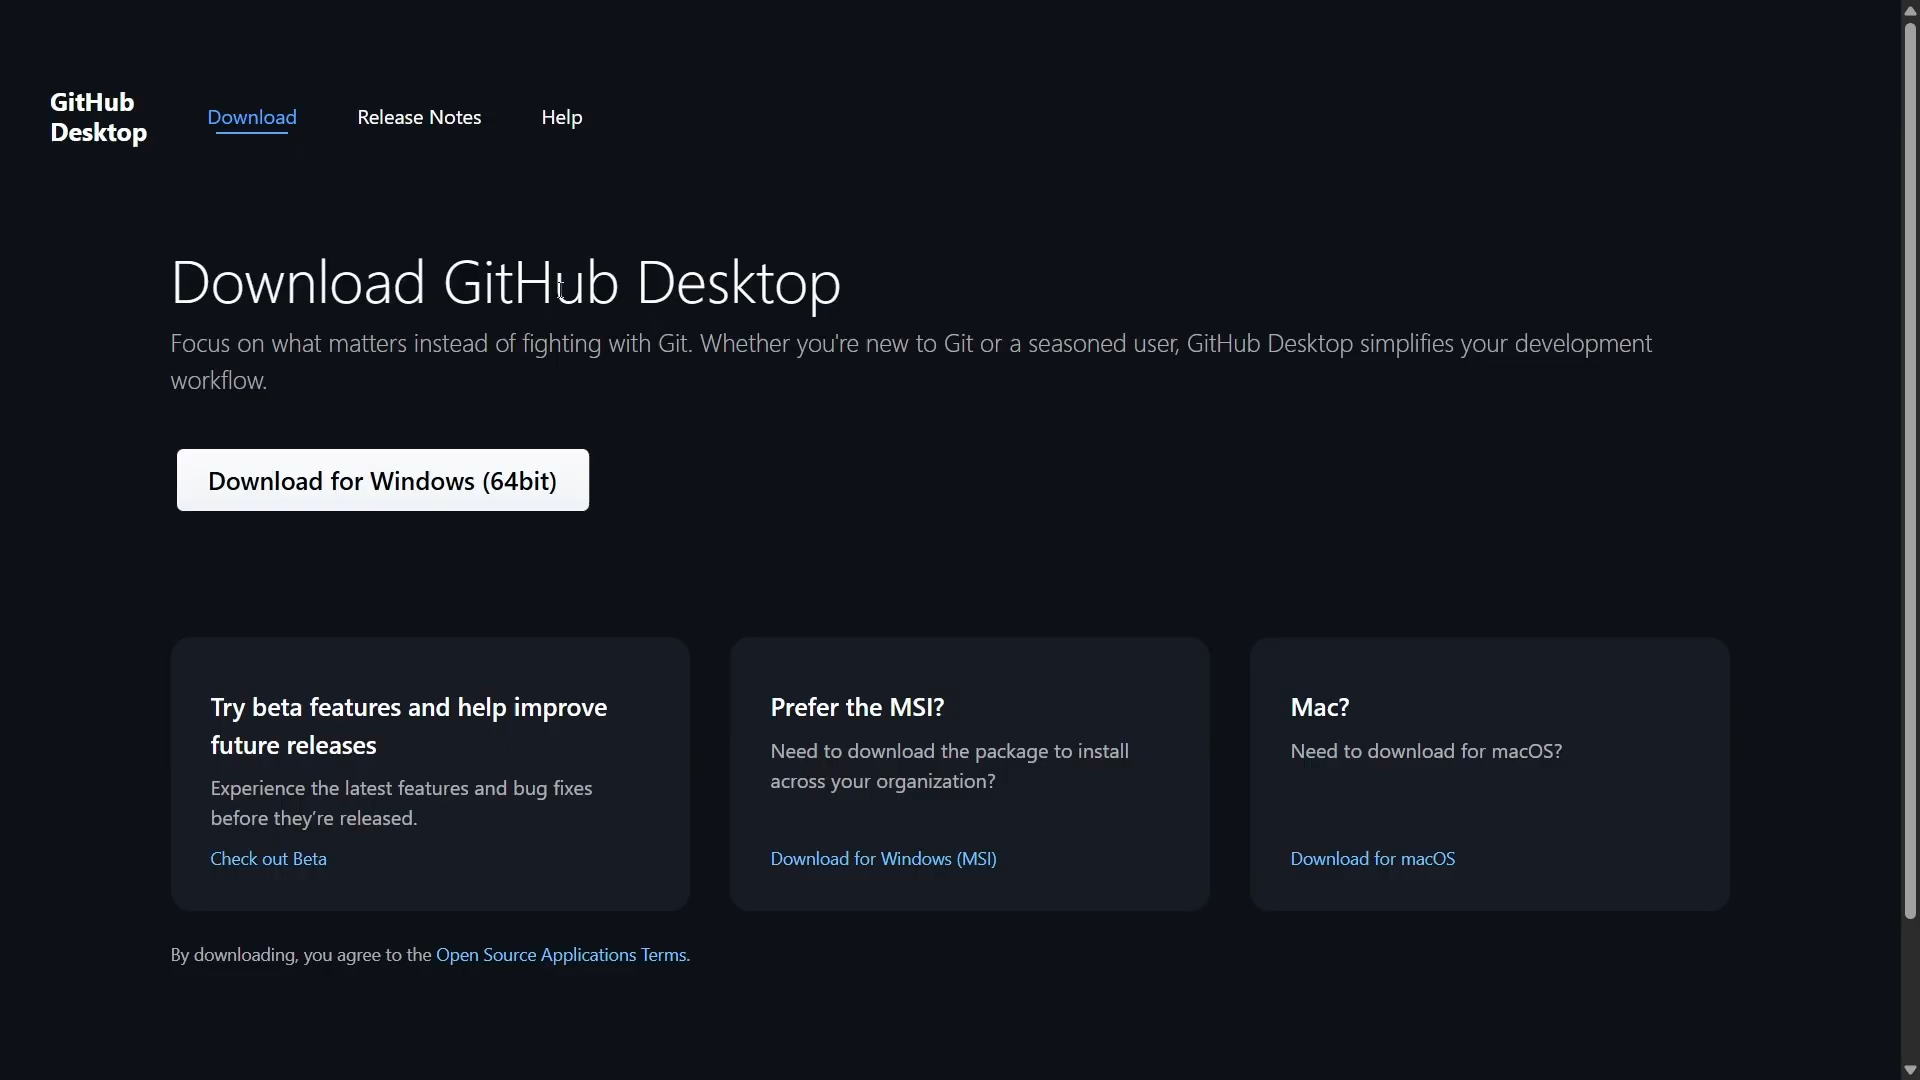 GitHub
Desktop
Download
Release Notes
Help
Download GitHub Desktop
Focus on what matters instead of fighting with Git. Whether you're new to Git or a seasoned user, GitHub Desktop simplifies your development
workflow.
Download for Windows (64bit)
Try beta features and help improve
future releases
Experience the latest features and bug fixes
before they’re released.
Check out Beta
Prefer the MSI?
Need to download the package to install
across your organization?
Download for Windows (MSI)
Mac?
Need to download for macOS?
Download for macOS
By downloading, you agree to the Open Source Applications Terms.